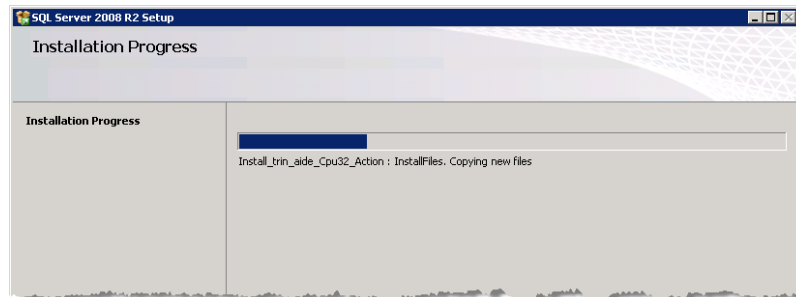 SQL Server 2008 R2 Setup
Installation Progress
Installation Progress
Install_trin_aide_Cpu32_Action : InstallFiles. Copying new files